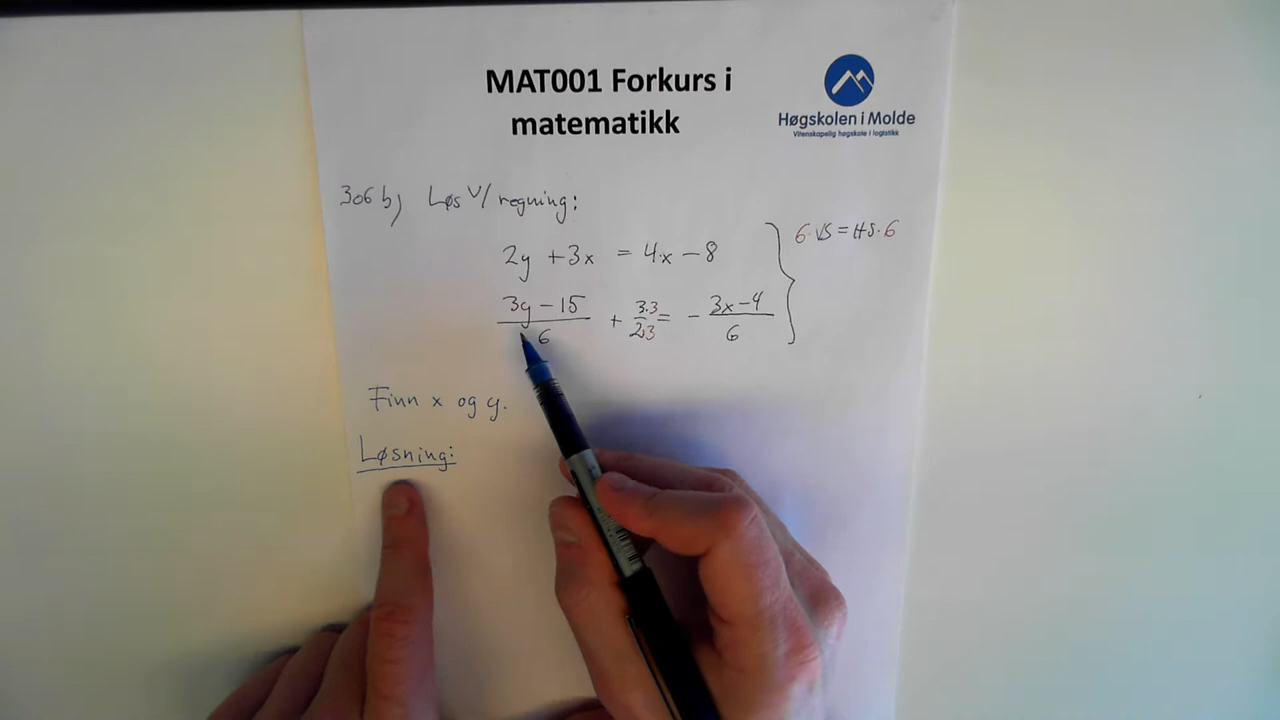 MAT001 Forkurs i
matematikk
Høgskolen i Molde
Vitenskapelig høgskole i logistikk
306 b) Løs v/ regning:
2y + 3x = 4x - 8
6·VS = HS·6
(3y - 15)/6 + (3·3)/(2·3) = - (3x - 4)/6
Finn x og y.
Løsning: